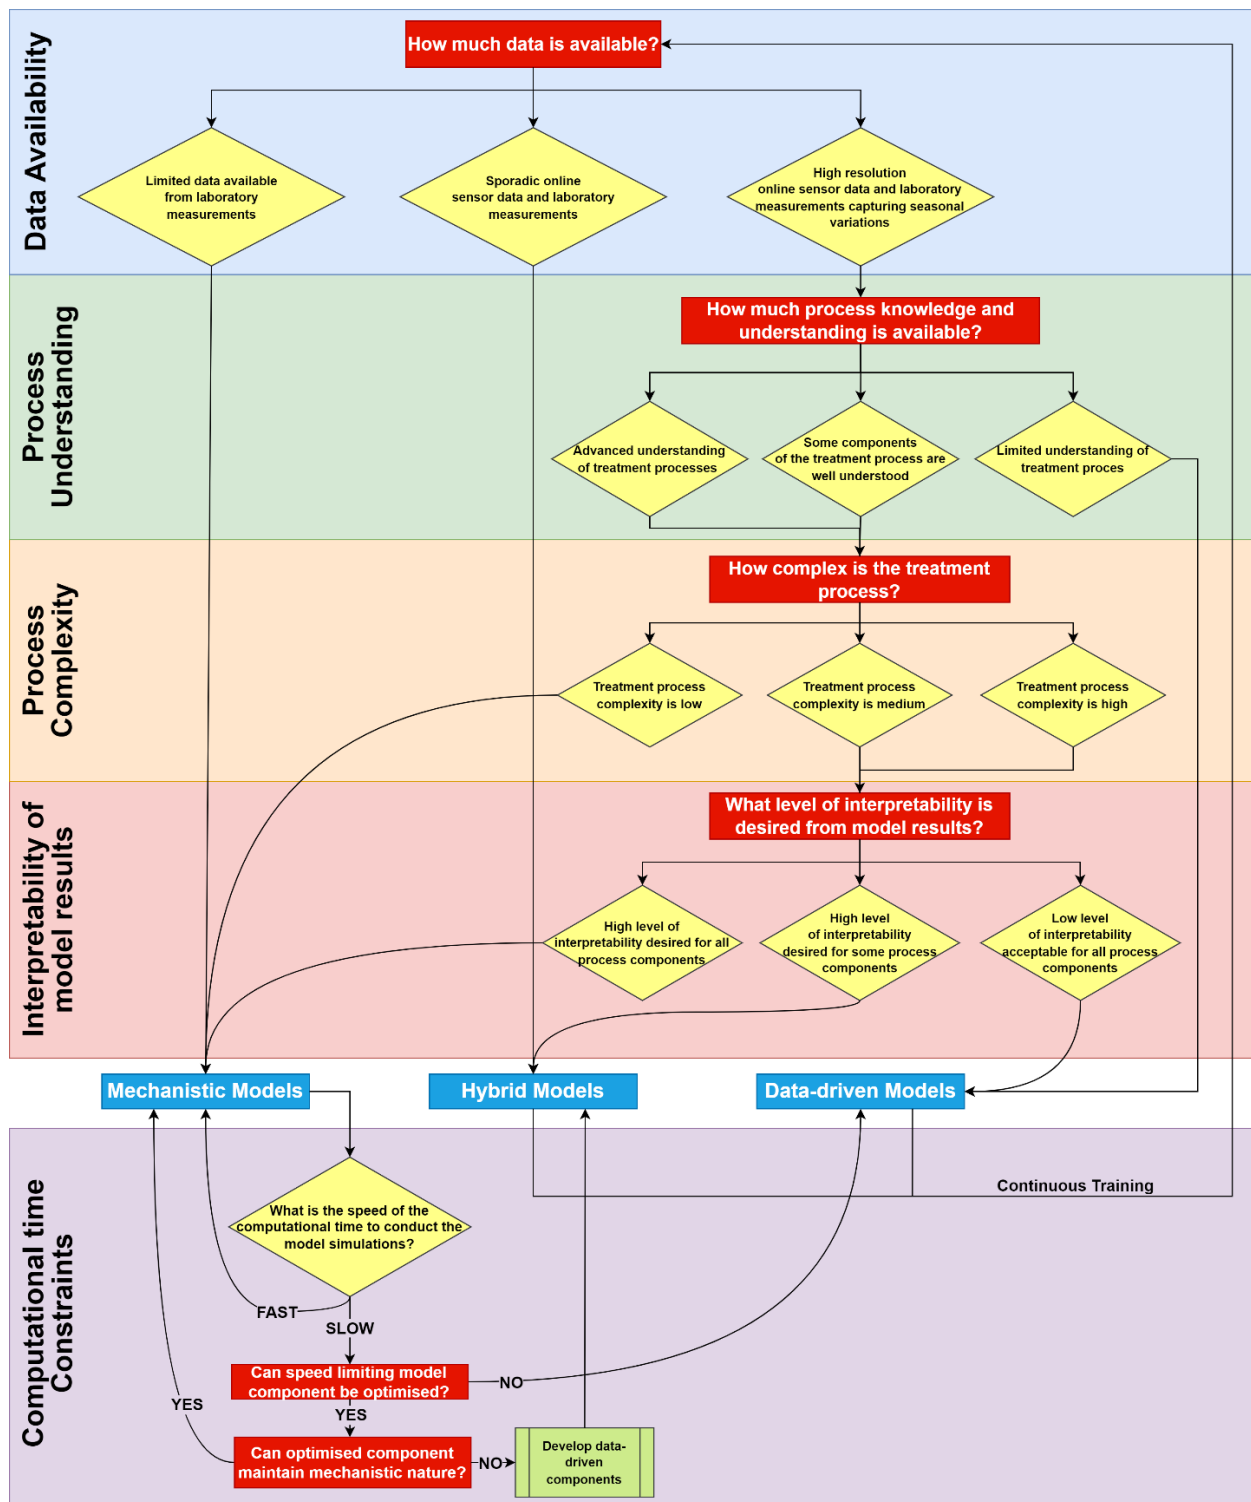 Data Availability
How much data is available?
Limited data available
from laboratory
measurements
Sporadic online
sensor data and laboratory
measurements
High resolution
online sensor data and laboratory
measurements capturing seasonal
variations
Process
Understanding
How much process knowledge and
understanding is available?
Advanced understanding
of treatment processes
Some components
of the treatment process are
well understood
Limited understanding of
treatment proces
Process
Complexity
How complex is the treatment
process?
Treatment process
complexity is low
Treatment process
complexity is medium
Treatment process
complexity is high
Interpretability of
model results
What level of interpretability is
desired from model results?
High level of
interpretability desired for all
process components
High level
of interpretability
desired for some process
components
Low level
of interpretability
acceptable for all process
components
Mechanistic Models
Hybrid Models
Data-driven Models
Computational time
Constraints
What is the speed of the
computational time to conduct the
model simulations?
Continuous Training
FAST
SLOW
Can speed limiting model
component be optimised?
NO
YES
YES
Can optimised component
maintain mechanistic nature?
NO
Develop data-
driven
components